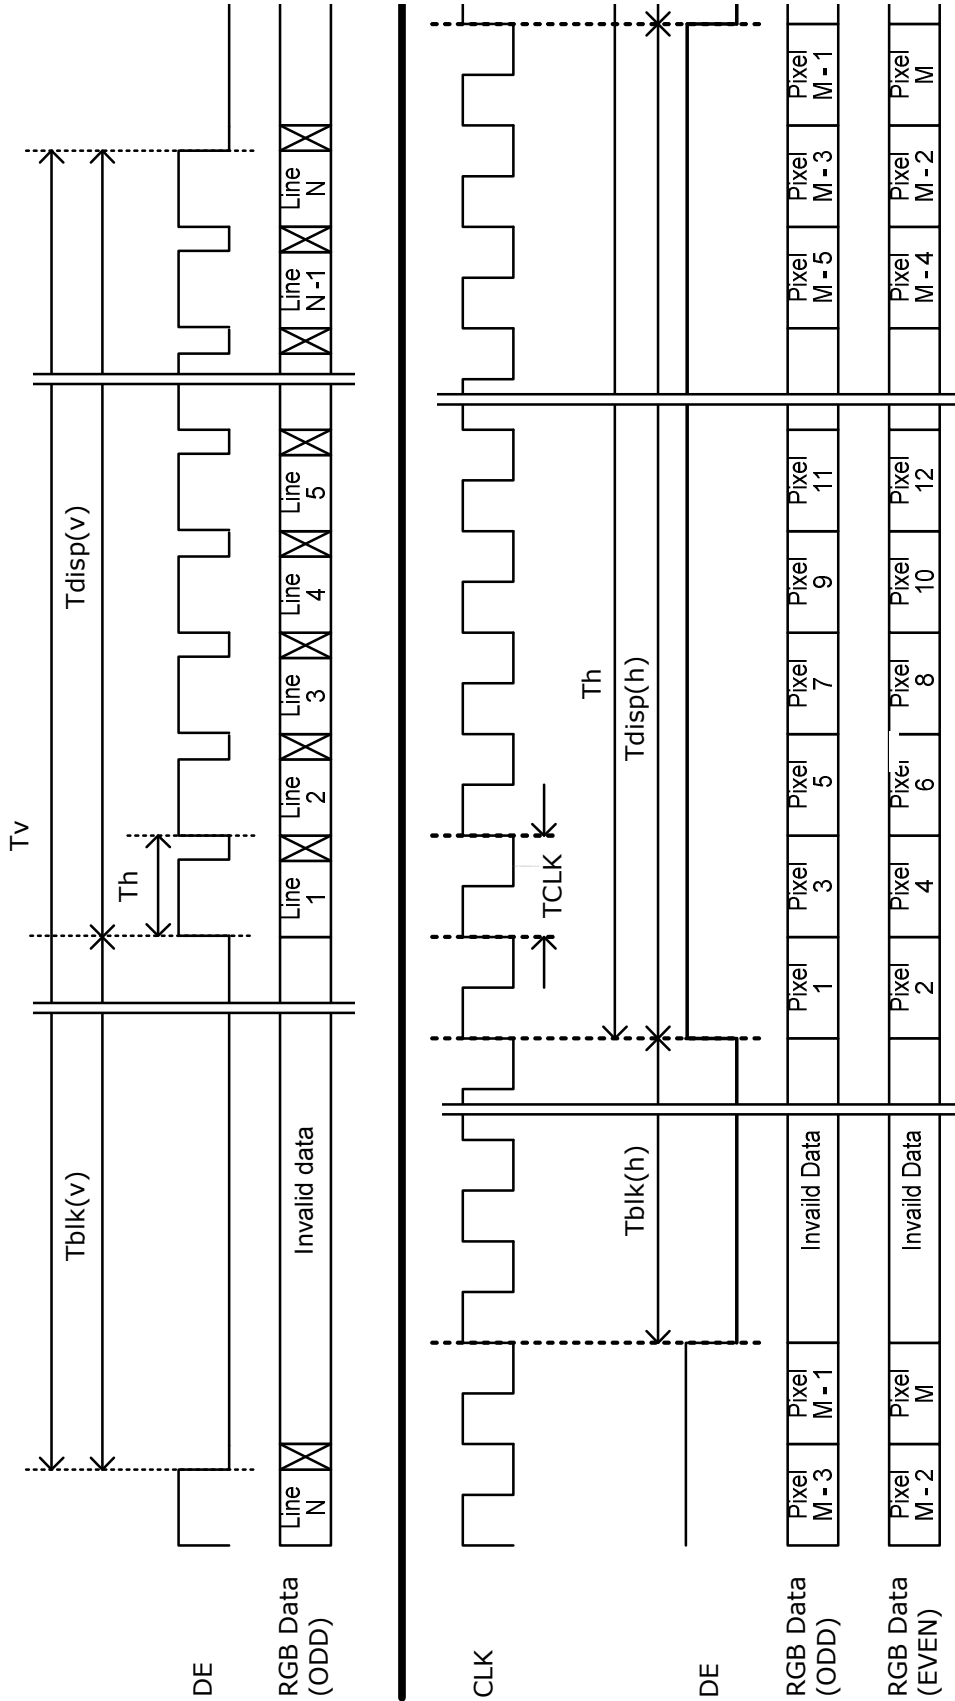 Tv
Tblk(v)
Tdisp(v)
Th
DE
RGB Data
(ODD)
Line
N
Invalid data
Line
1
Line
2
Line
3
Line
4
Line
5
Line
N-1
Line
N
CLK
TCLK
Th
Tblk(h)
Tdisp(h)
DE
RGB Data
(ODD)
Pixel
M - 3
Pixel
M - 1
Invaild Data
Pixel
1
Pixel
3
Pixel
5
Pixel
7
Pixel
9
Pixel
11
Pixel
M - 5
Pixel
M - 3
Pixel
M - 1
RGB Data
(EVEN)
Pixel
M - 2
Pixel
M
Invaild Data
Pixel
2
Pixel
4
Pixel
6
Pixel
8
Pixel
10
Pixel
12
Pixel
M - 4
Pixel
M - 2
Pixel
M